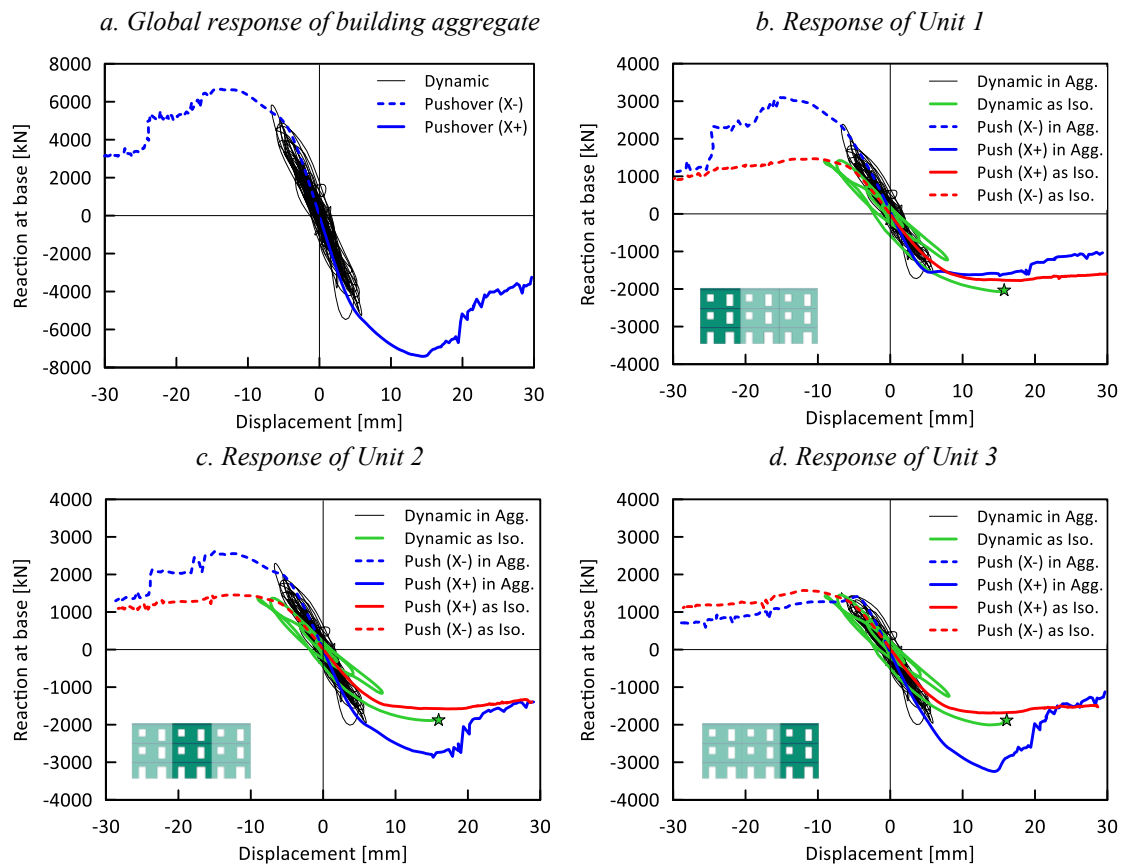 a. Global response of building aggregate
Reaction at base [kN]
8000
6000
4000
2000
0
-2000
-4000
-6000
-8000
Dynamic
Pushover (X-)
Pushover (X+)
-30 -20 -10 0 10 20 30
Displacement [mm]
b. Response of Unit 1
Reaction at base [kN]
4000
3000
2000
1000
0
-1000
-2000
-3000
-4000
Dynamic in Agg.
Dynamic as Iso.
Push (X-) in Agg.
Push (X+) in Agg.
Push (X+) as Iso.
Push (X-) as Iso.
-30 -20 -10 0 10 20 30
Displacement [mm]
c. Response of Unit 2
Reaction at base [kN]
4000
3000
2000
1000
0
-1000
-2000
-3000
-4000
Dynamic in Agg.
Dynamic as Iso.
Push (X-) in Agg.
Push (X+) in Agg.
Push (X+) as Iso.
Push (X-) as Iso.
-30 -20 -10 0 10 20 30
Displacement [mm]
d. Response of Unit 3
Reaction at base [kN]
4000
3000
2000
1000
0
-1000
-2000
-3000
-4000
Dynamic in Agg.
Dynamic as Iso.
Push (X-) in Agg.
Push (X+) in Agg.
Push (X+) as Iso.
Push (X-) as Iso.
-30 -20 -10 0 10 20 30
Displacement [mm]